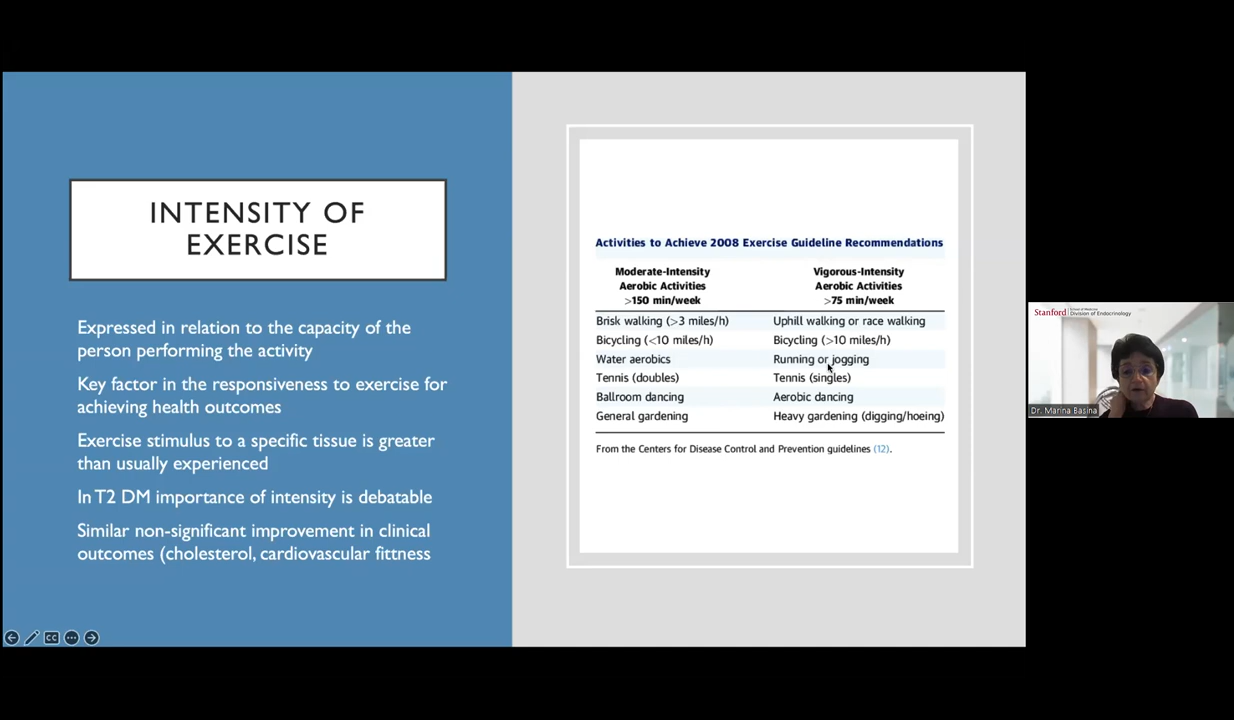 INTENSITY OF
EXERCISE
Expressed in relation to the capacity of the
person performing the activity
Key factor in the responsiveness to exercise for
achieving health outcomes
Exercise stimulus to a specific tissue is greater
than usually experienced
In T2 DM importance of intensity is debatable
Similar non-significant improvement in clinical
outcomes (cholesterol, cardiovascular fittness
Activities to Achieve 2008 Exercise Guideline Recommendations
Moderate-Intensity
Aerobic Activities
>150 min/week
Vigorous-Intensity
Aerobic Activities
>75 min/week
Brisk walking (>3 miles/h) Uphill walking or race walking
Bicycling (<10 miles/h) Bicycling (>10 miles/h)
Water aerobics Running or jogging
Tennis (doubles) Tennis (singles)
Ballroom dancing Aerobic dancing
General gardening Heavy gardening (digging/hoeing)
From the Centers for Disease Control and Prevention guidelines (12).
CC
Stanford
Division of Endocrinology
Dr. Marina Basina